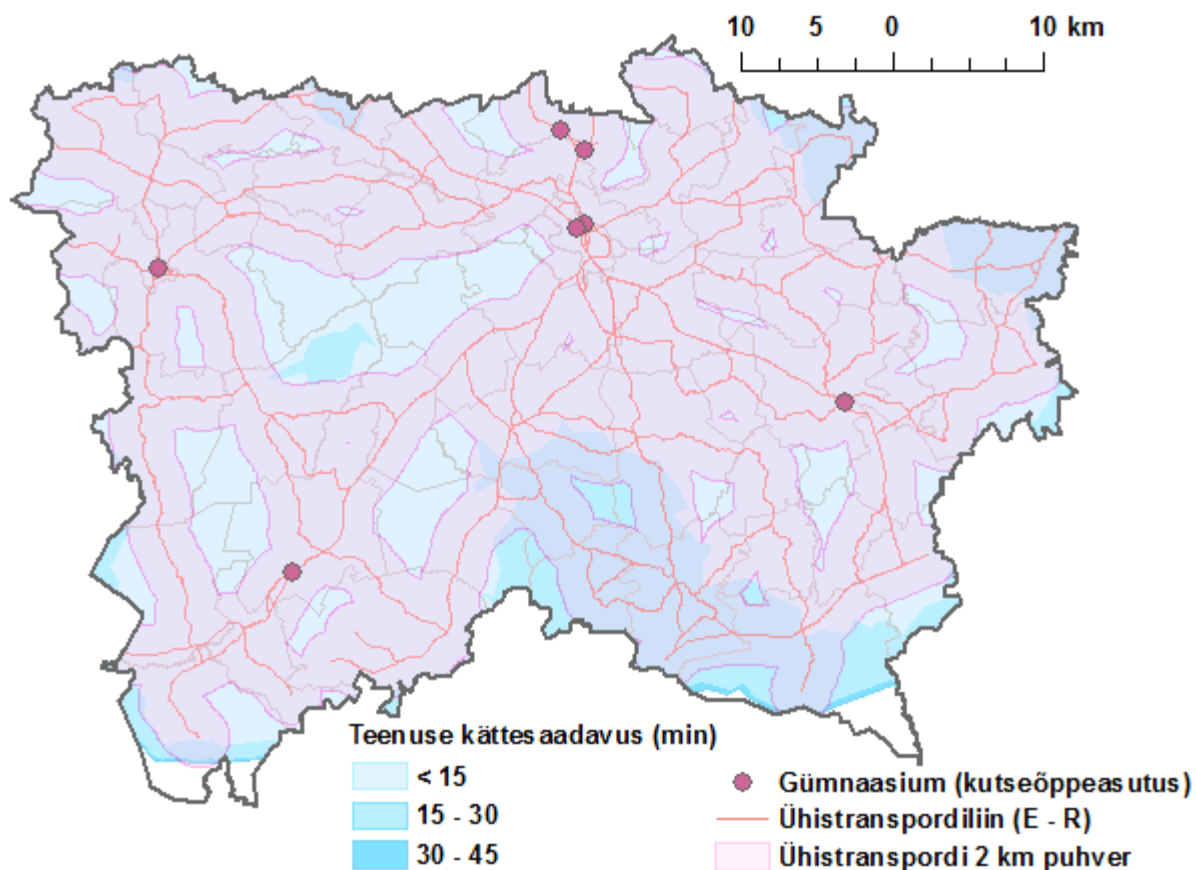 10 5 0 10 km
Teenuse kättesaadavus (min)
< 15
15 - 30
30 - 45
Gümnaasium (kutseõppeasutus)
Ühistranspordiliin (E - R)
Ühistranspordi 2 km puhver